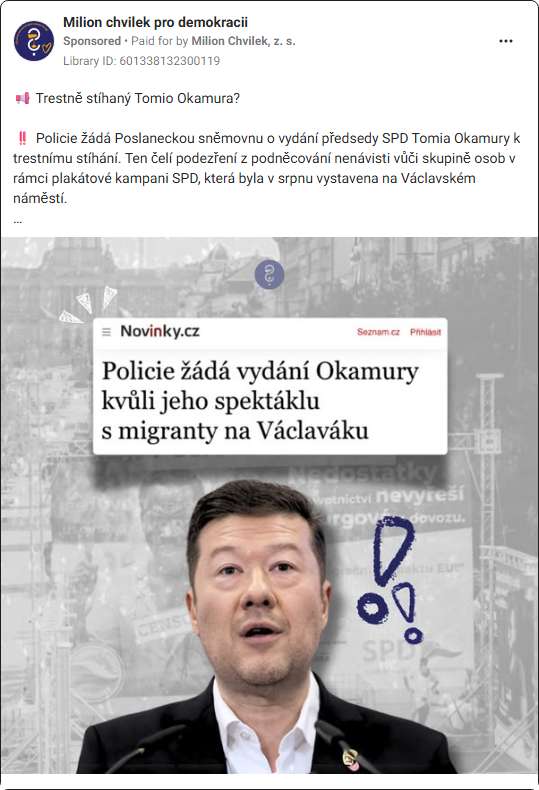 Milion chvilek pro demokracii
Sponsored • Paid for by Milion Chvilek, z. s.
Library ID: 601338132300119
Trestně stíhaný Tomio Okamura?
‼ Policie žádá Poslaneckou sněmovnu o vydání předsedy SPD Tomia Okamury k
trestnímu stíhání. Ten čelí podezření z podněcování nenávisti vůči skupině osob v
rámci plakátové kampani SPD, která byla v srpnu vystavena na Václavském
náměstí.
...
Novinky.cz
Seznam.cz Přihlásit
Policie žádá vydání Okamury
kvůli jeho spektáklu
s migranty na Václaváku
Nedostatky
nevyřeší
dovozu.
SPD